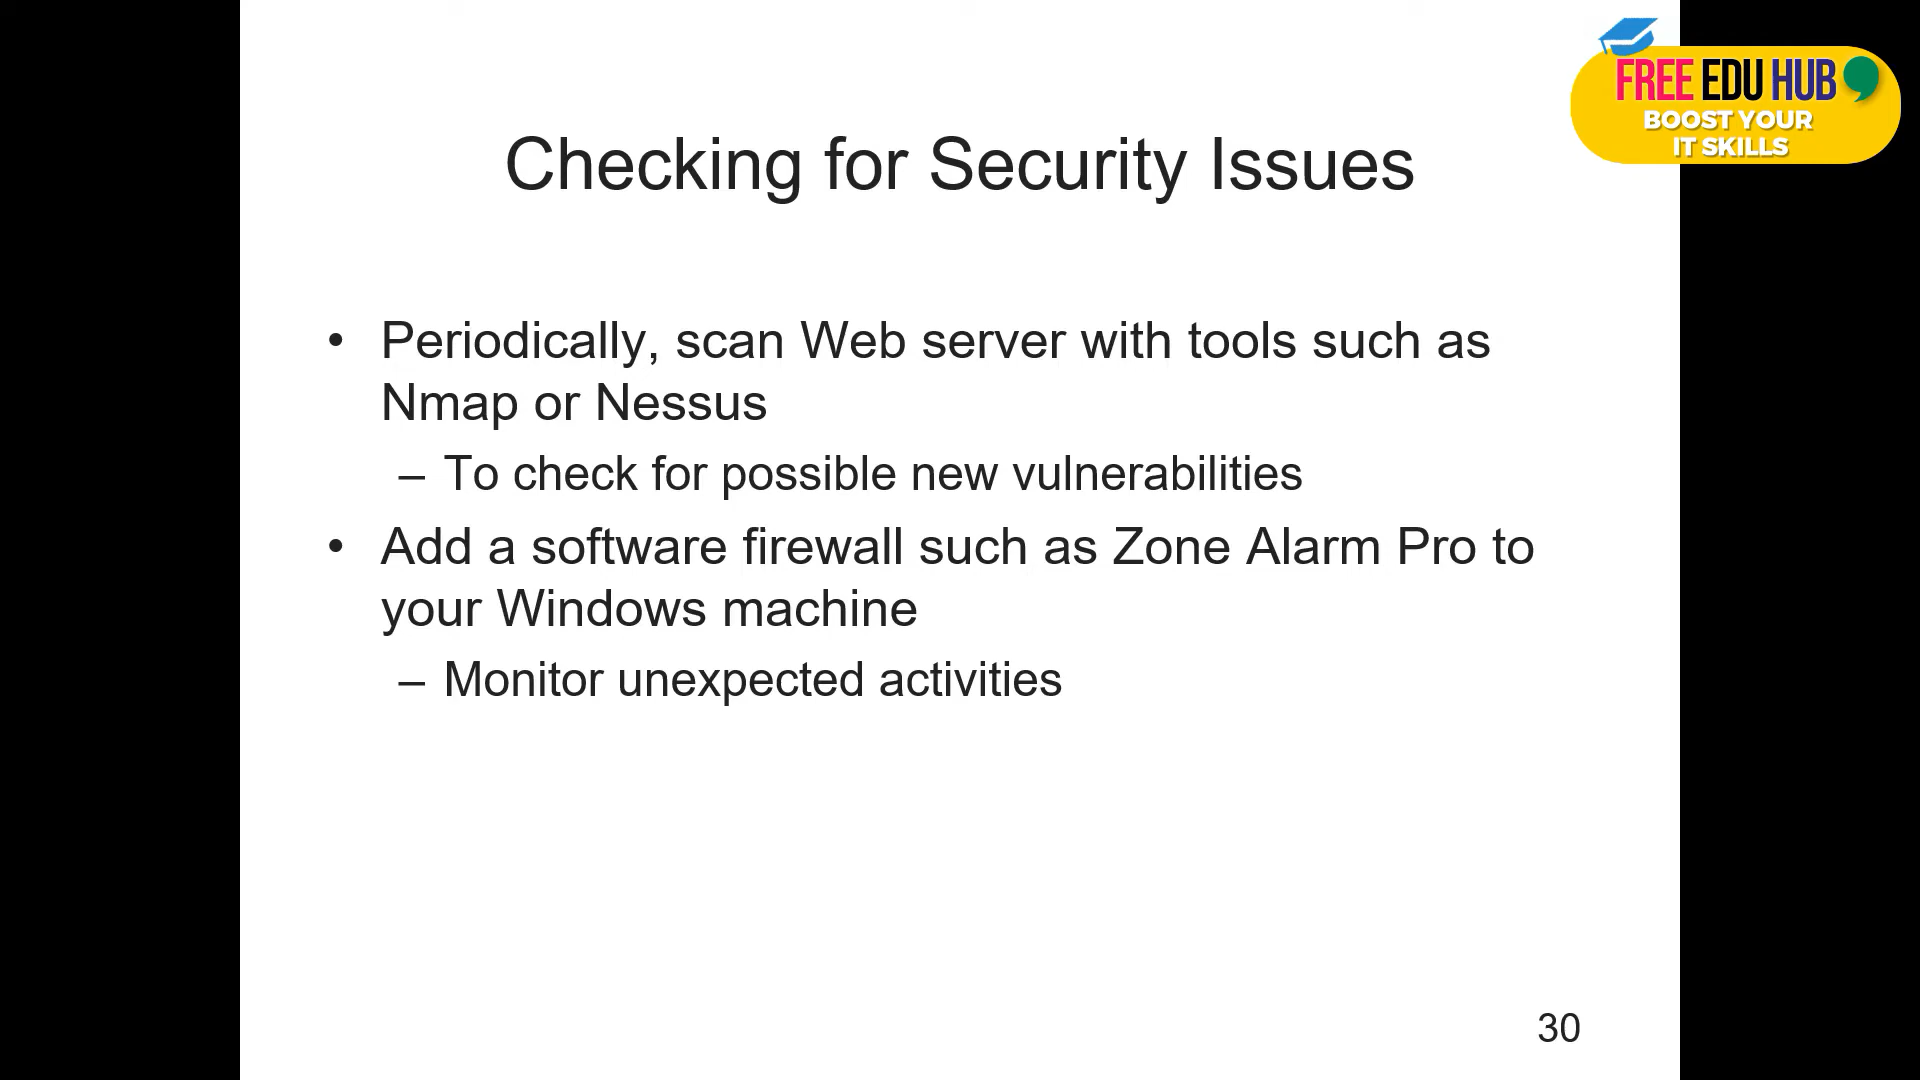 FREE EDU HUB
BOOST YOUR
IT SKILLS
Checking for Security Issues
• Periodically, scan Web server with tools such as
Nmap or Nessus
– To check for possible new vulnerabilities
• Add a software firewall such as Zone Alarm Pro to
your Windows machine
– Monitor unexpected activities
30